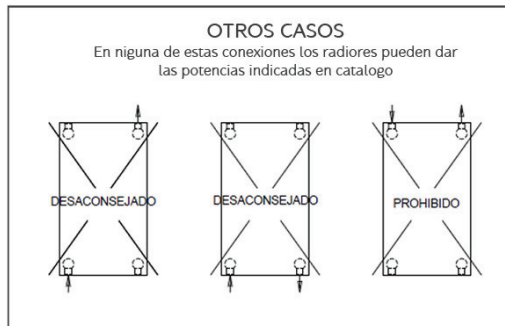 OTROS CASOS
En niguna de estas conexiones los radiores pueden dar
las potencias indicadas en catalogo
DESACONSEJADO
DESACONSEJADO
PROHIBIDO